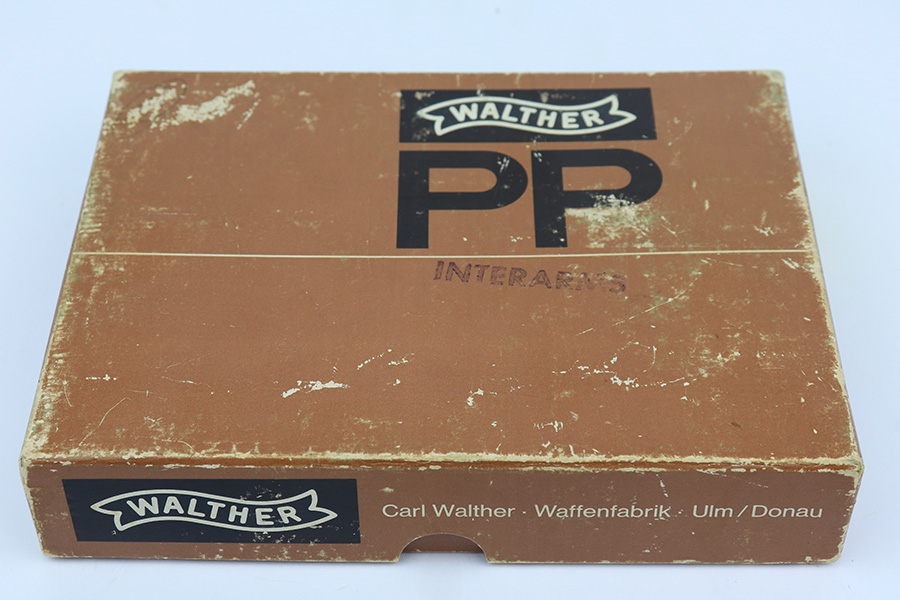 WALTHER
PP
INTERARMS
WALTHER
Carl Walther · Waffenfabrik · Ulm / Donau